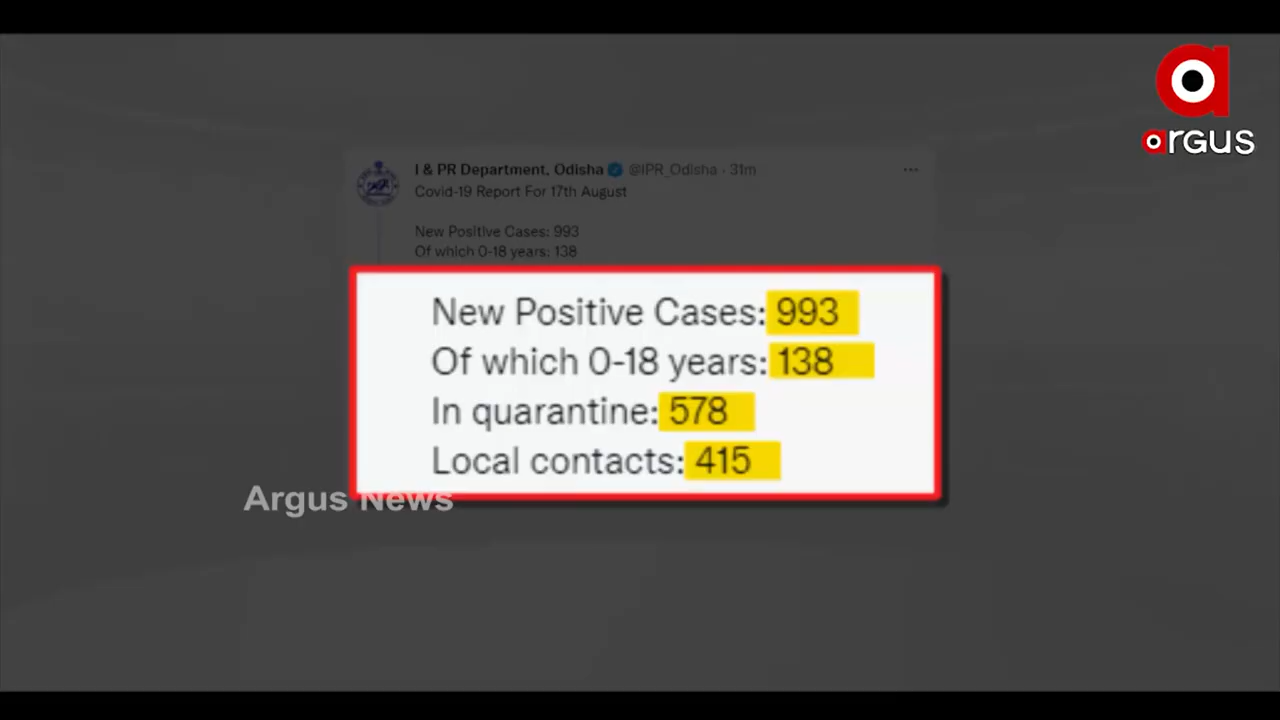 argus
I & PR Department, Odisha @IPR_Odisha · 31m
Covid-19 Report For 17th August
New Positive Cases: 993
Of which 0-18 years: 138
New Positive Cases: 993
Of which 0-18 years: 138
In quarantine: 578
Local contacts: 415
Argus News